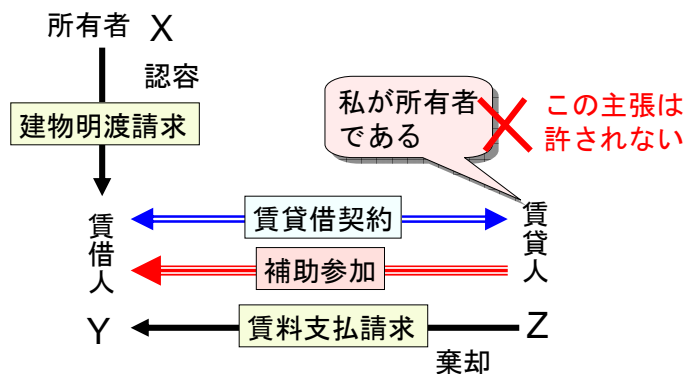 所有者 X
認容
建物明渡請求
私が所有者
である
この主張は
許されない
賃借人
Y
賃貸借契約
補助参加
賃料支払請求
棄却
賃貸人
Z